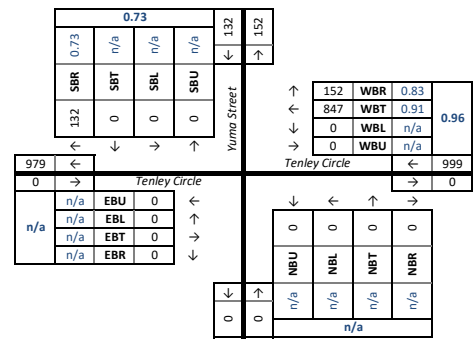 0.73
132 152
0.73 n/a n/a n/a
↓ ↑
SBR SBT SBL SBU
Yuma Street
132 0 0 0
← ↓ → ↑
↑ 152 WBR 0.83
← 847 WBT 0.91
↓ 0 WBL n/a
→ 0 WBU n/a
0.96
979 ←
Tenley Circle
← 999
0 →
Tenley Circle
→ 0
n/a
n/a EBU 0 ←
n/a EBL 0 ↑
n/a EBT 0 →
n/a EBR 0 ↓
↓ ← ↑ →
0 0 0 0
NBU NBL NBT NBR
n/a n/a n/a n/a
n/a
↓ ↑
0 0